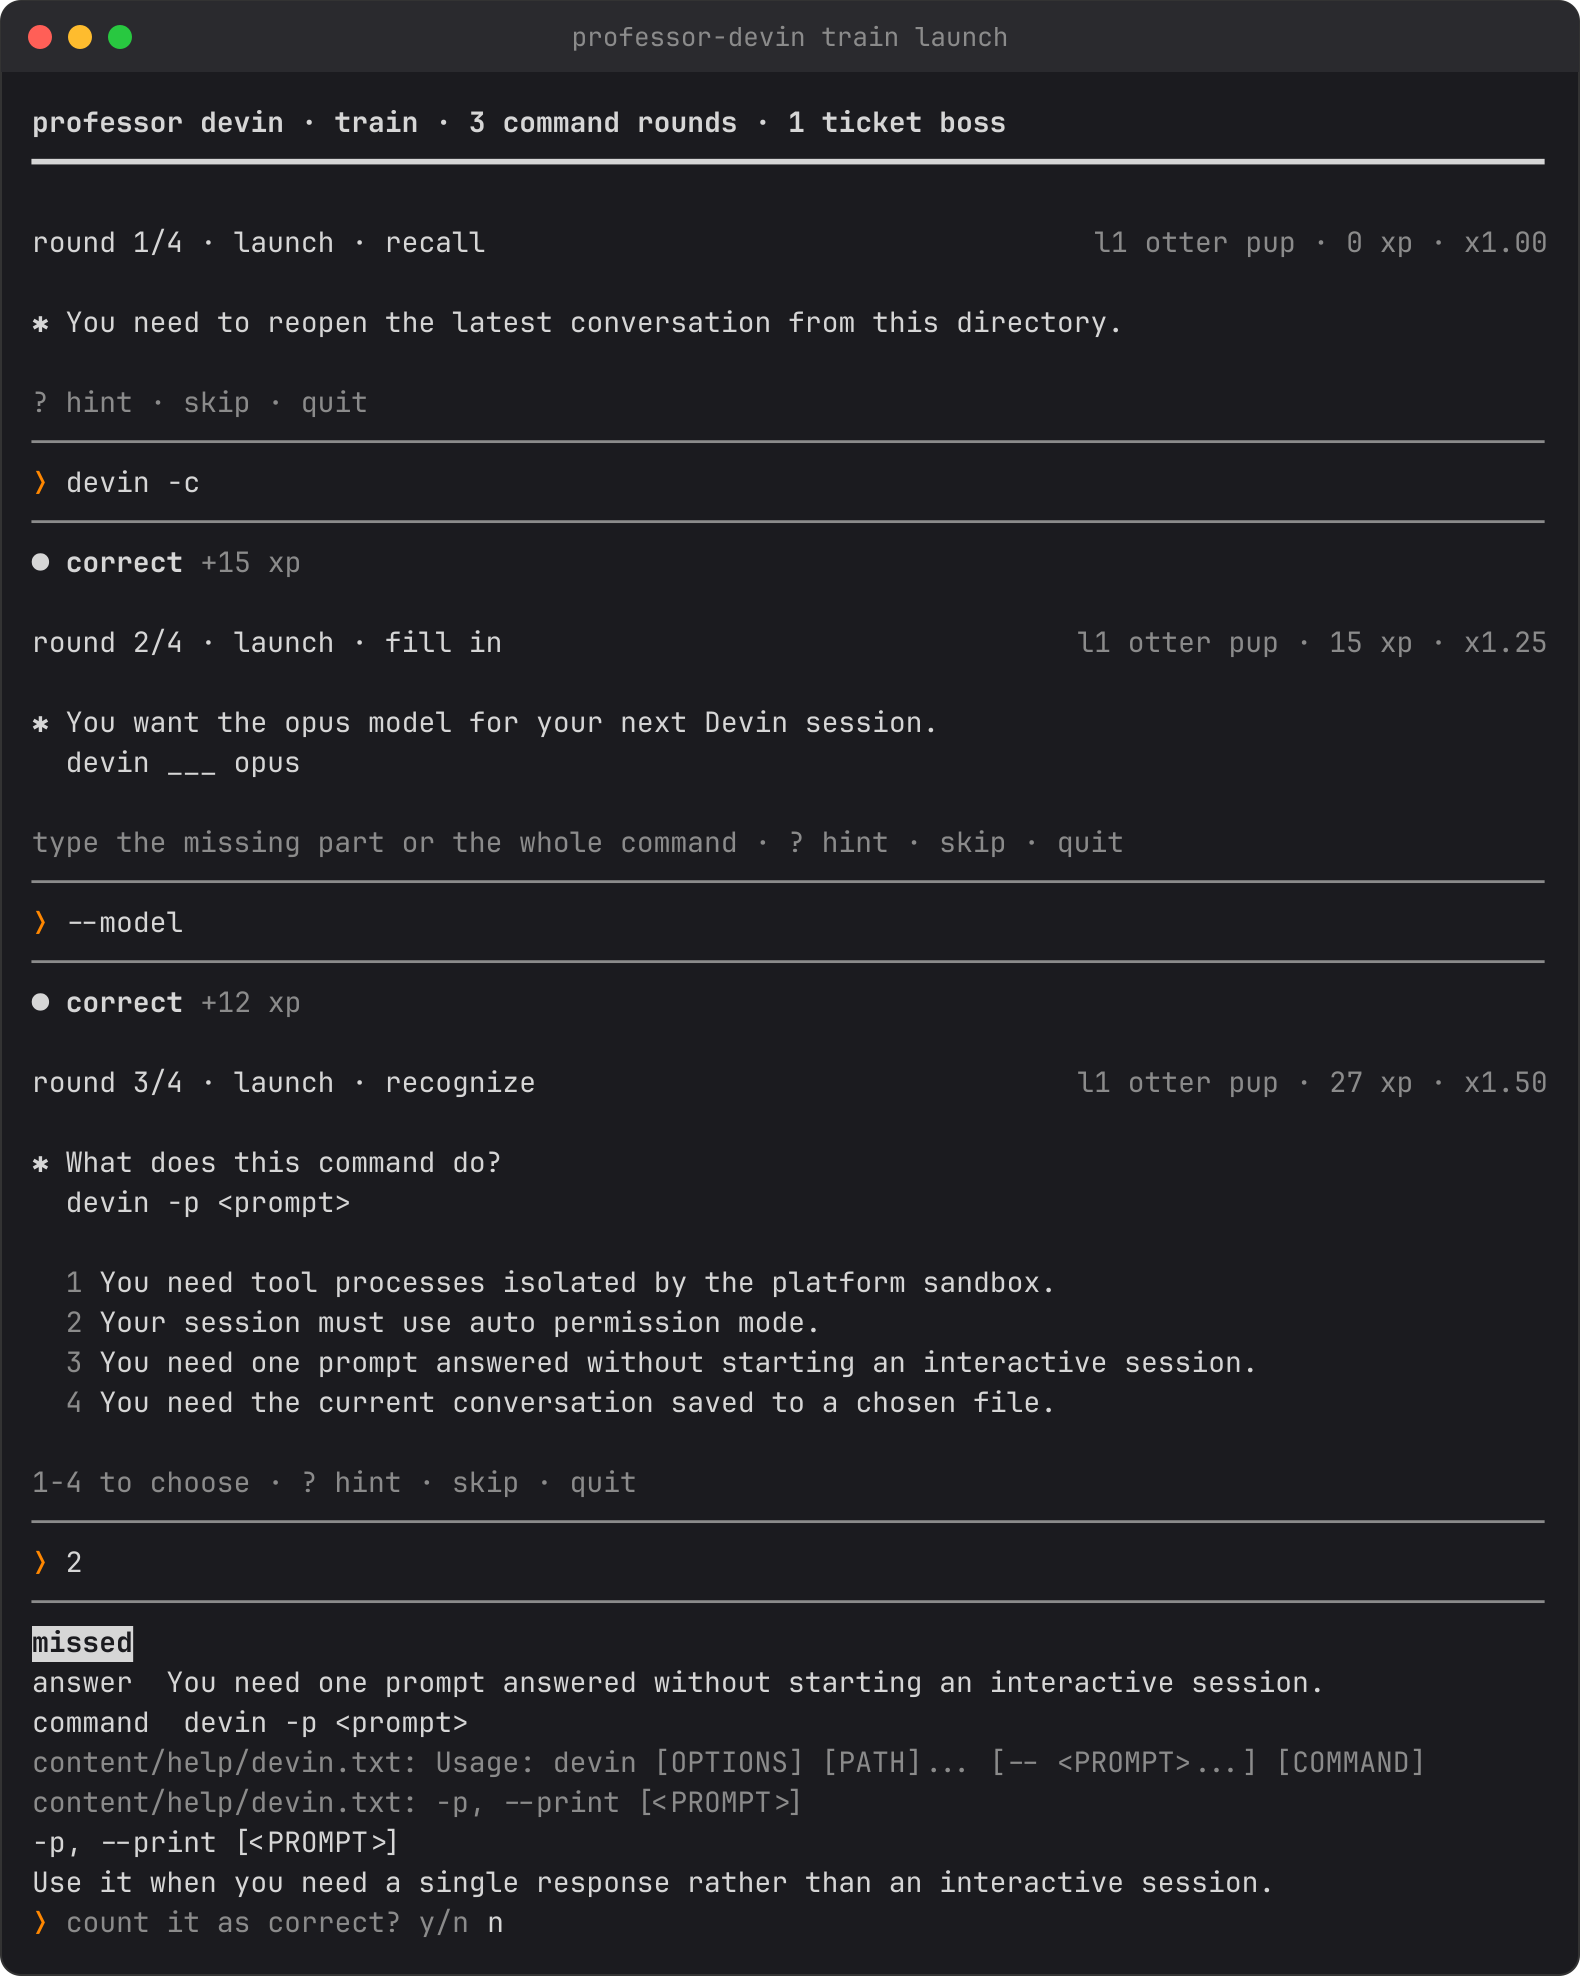 professor-devin train launch
professor devin · train · 3 command rounds · 1 ticket boss
round 1/4 · launch · recall l1 otter pup · 0 xp · x1.00
✱ You need to reopen the latest conversation from this directory.
? hint · skip · quit
❯ devin -c
● correct +15 xp
round 2/4 · launch · fill in l1 otter pup · 15 xp · x1.25
✱ You want the opus model for your next Devin session.
devin ___ opus
type the missing part or the whole command · ? hint · skip · quit
❯ --model
● correct +12 xp
round 3/4 · launch · recognize l1 otter pup · 27 xp · x1.50
✱ What does this command do?
devin -p <prompt>
1 You need tool processes isolated by the platform sandbox.
2 Your session must use auto permission mode.
3 You need one prompt answered without starting an interactive session.
4 You need the current conversation saved to a chosen file.
1-4 to choose · ? hint · skip · quit
❯ 2
missed
answer  You need one prompt answered without starting an interactive session.
command  devin -p <prompt>
content/help/devin.txt: Usage: devin [OPTIONS] [PATH]... [-- <PROMPT>...] [COMMAND]
content/help/devin.txt: -p, --print [<PROMPT>]
-p, --print [<PROMPT>]
Use it when you need a single response rather than an interactive session.
❯ count it as correct? y/n n